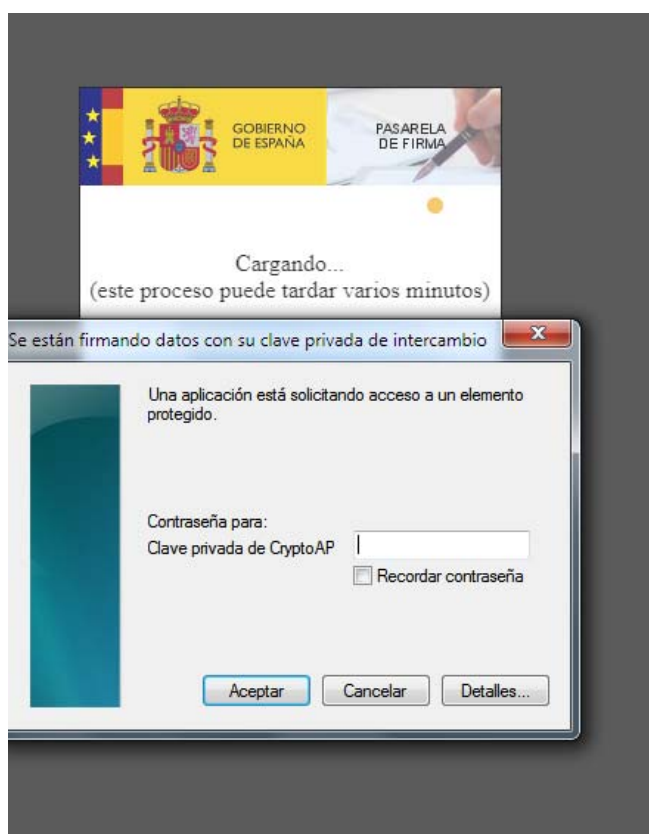 GOBIERNO
DE ESPAÑA
PASARELA
DE FIRMA
Cargando...
(este proceso puede tardar varios minutos)
Se están firmando datos con su clave privada de intercambio
Una aplicación está solicitando acceso a un elemento
protegido.
Contraseña para:
Clave privada de CryptoAP
Recordar contraseña
Aceptar
Cancelar
Detalles...